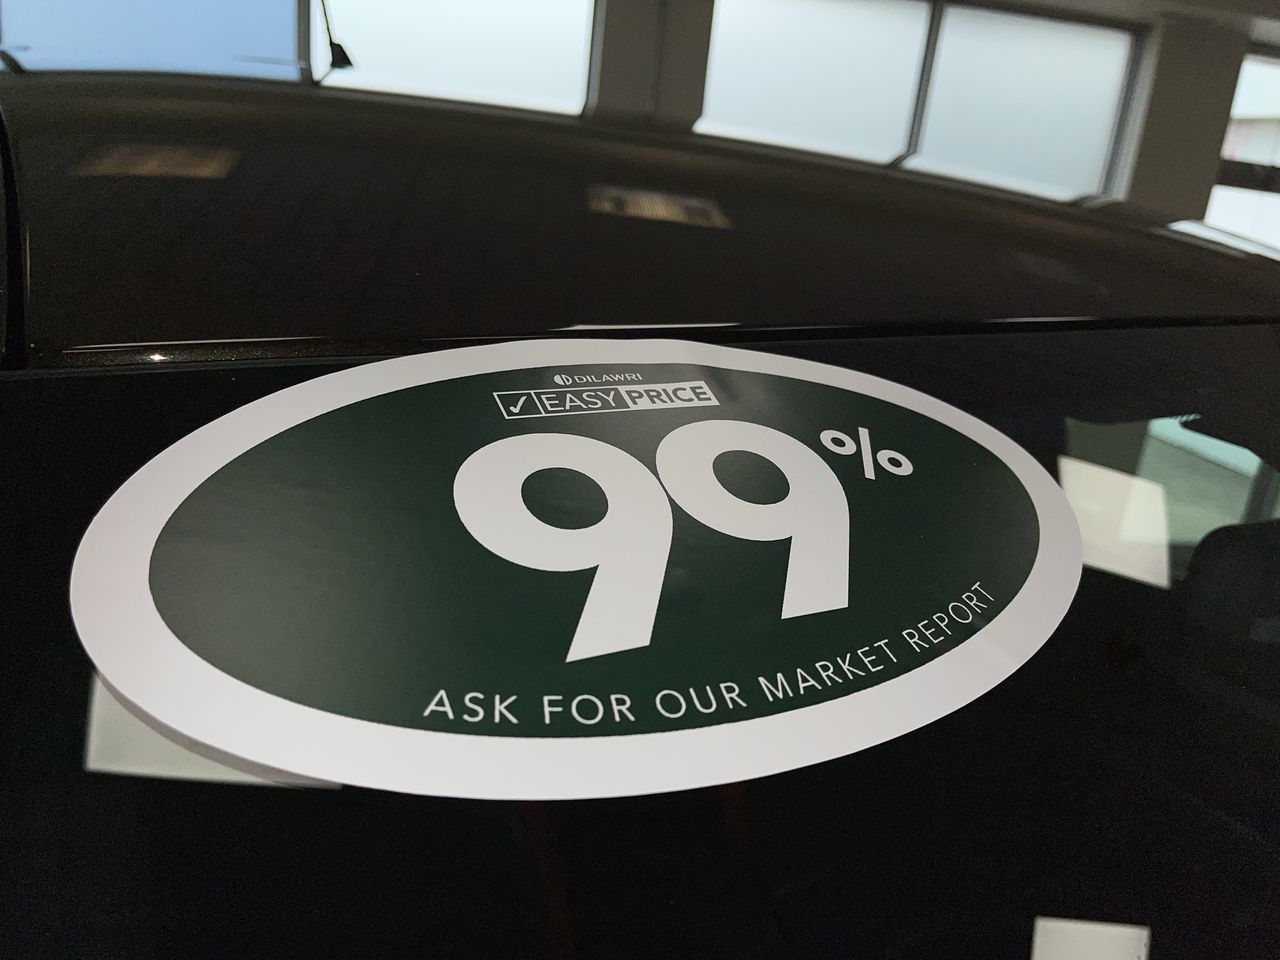 DILAWRI
✓ EASY PRICE
99%
ASK FOR OUR MARKET REPORT